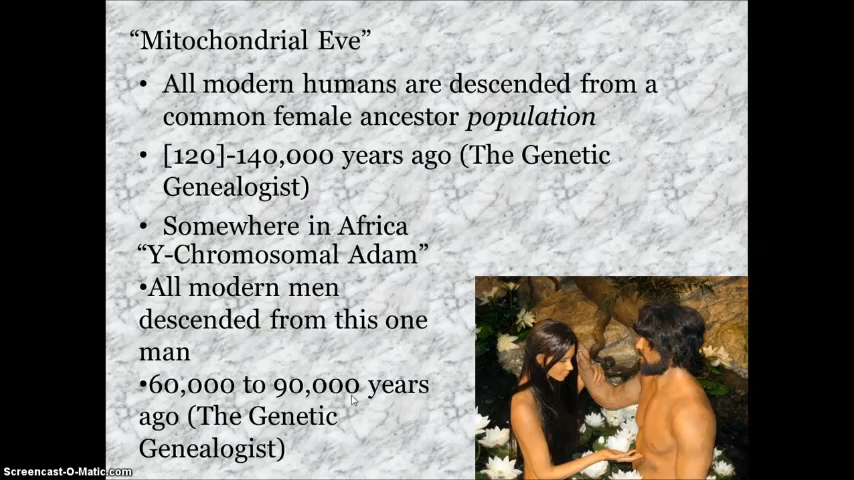 “Mitochondrial Eve”
• All modern humans are descended from a
common female ancestor population
• [120]-140,000 years ago (The Genetic
Genealogist)
• Somewhere in Africa
“Y-Chromosomal Adam”
•All modern men
descended from this one
man
•60,000 to 90,000 years
ago (The Genetic
Genealogist)
Screencast-O-Matic.com